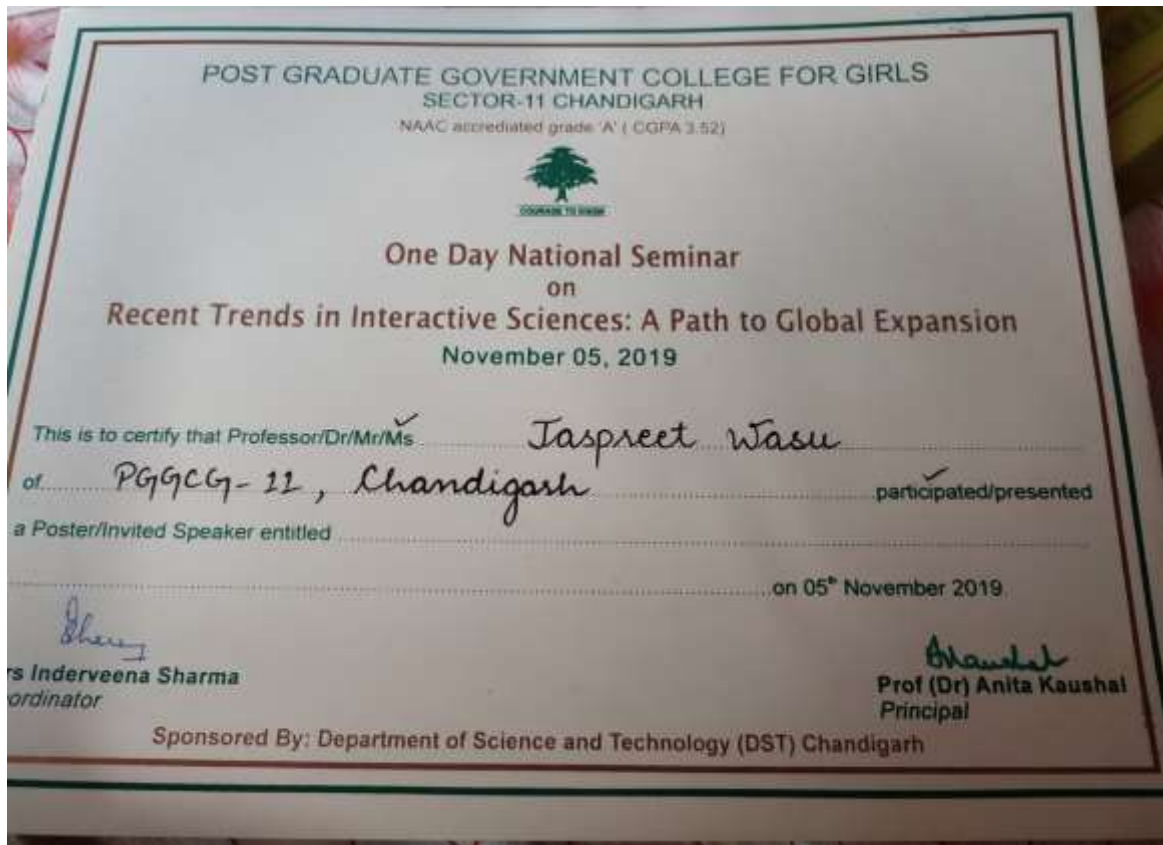 POST GRADUATE GOVERNMENT COLLEGE FOR GIRLS
SECTOR-11 CHANDIGARH
NAAC accrediated grade 'A' ( CGPA 3.52)
COURAGE TO KNOW
One Day National Seminar
on
Recent Trends in Interactive Sciences: A Path to Global Expansion
November 05, 2019
This is to certify that Professor/Dr/Mr/Ms Jaspreet Wasu
of PGGCG-11, Chandigarh participated/presented
a Poster/Invited Speaker entitled
on 05th November 2019
rs Inderveena Sharma
ordinator
Prof (Dr) Anita Kaushal
Principal
Sponsored By: Department of Science and Technology (DST) Chandigarh